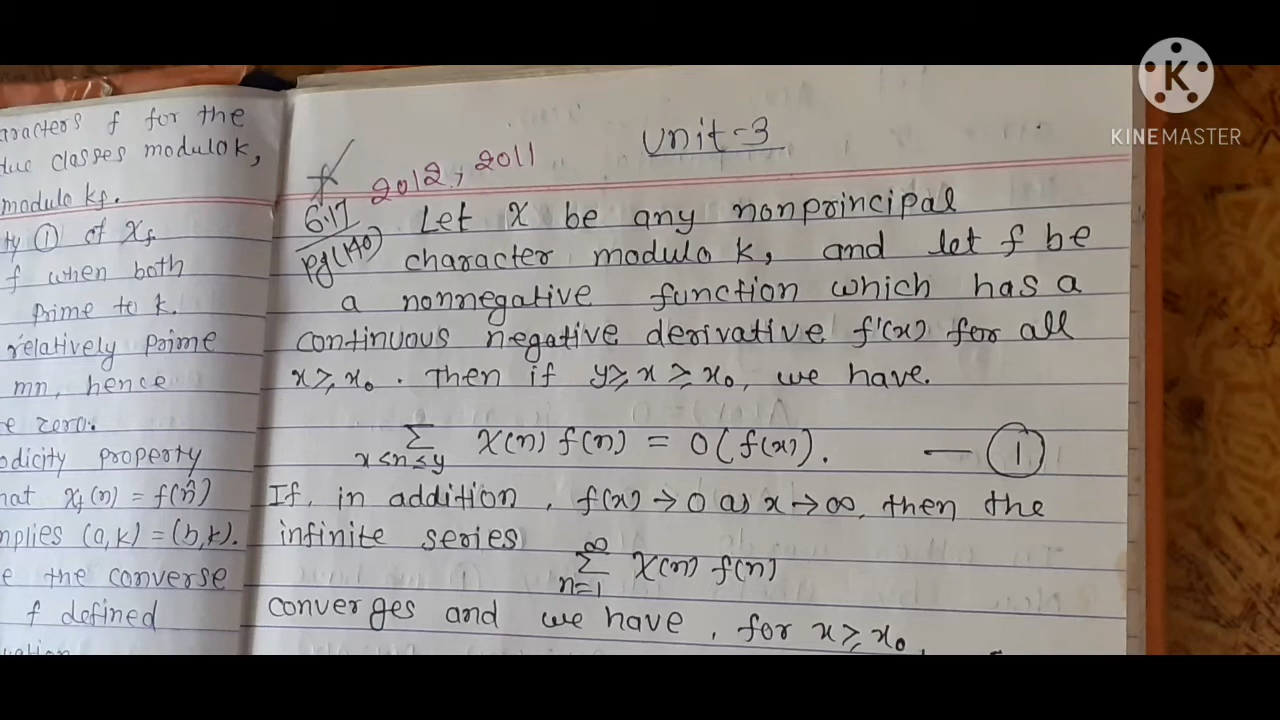 aracters f for the
due classes modulo k,
modulo kf.
ty ① of χf
f when both
prime to k.
relatively prime
mn, hence
e zero.
odicity property
hat χf(n) = f(n̂)
mplies (a,k) = (b,k).
e the converse
f defined
Unit-3
2012, 2011
6.17
pg(140)
Let χ be any nonprincipal
character modulo k, and let f be
a nonnegative function which has a
continuous negative derivative f'(x) for all
x ≥ x₀. Then if y ≥ x ≥ x₀, we have.
Σ χ(n) f(n) = O(f(x)). — ①
x<n≤y
If, in addition, f(x) → 0 as x → ∞, then the
infinite series
∞
Σ χ(n) f(n)
n=1
converges and we have, for x ≥ x₀,
K
KINEMASTER